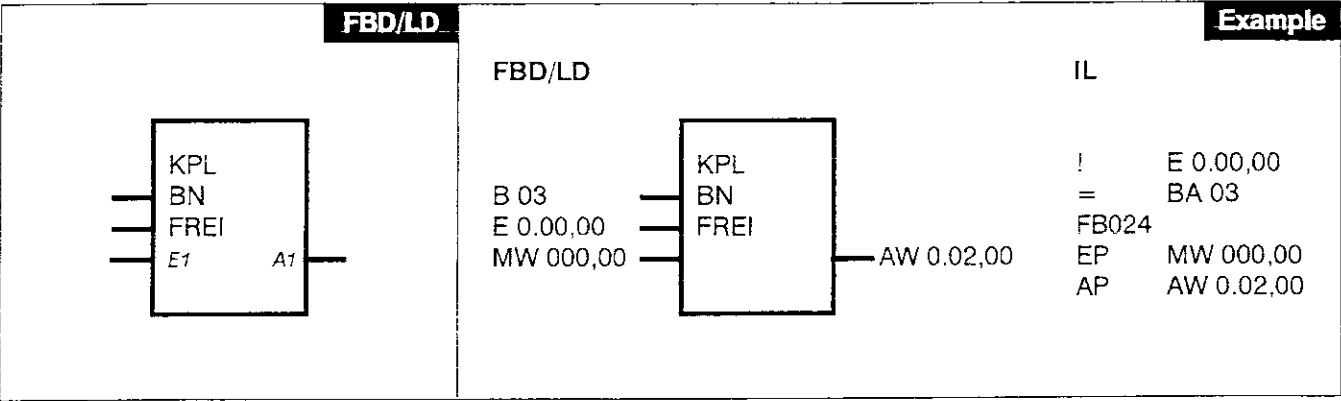 FBD/LD
KPL
BN
FREI
E1 A1
Example
FBD/LD
B 03
E 0.00,00
MW 000,00
KPL
BN
FREI
AW 0.02,00
IL
! E 0.00,00
= BA 03
FB024
EP MW 000,00
AP AW 0.02,00